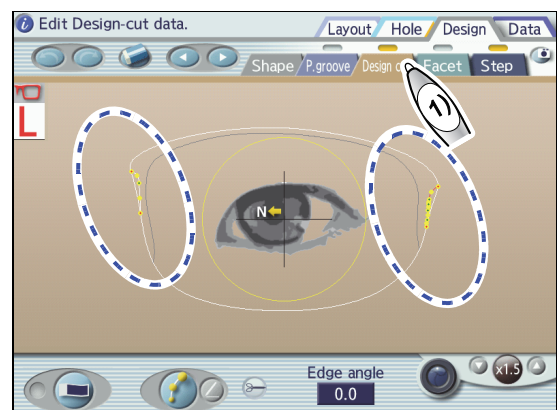 Edit Design-cut data.
Layout Hole Design Data
Shape P.groove Design Facet Step
1)
L
N
Edge angle
0.0
x1.5